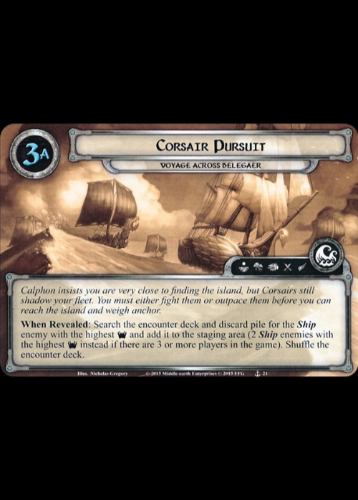 3A
Corsair Pursuit
Voyage Across Belegaer
Calphon insists you are very close to finding the island, but Corsairs still
shadow your fleet. You must either fight them or outpace them before you can
reach the island and weigh anchor.
When Revealed: Search the encounter deck and discard pile for the Ship
enemy with the highest and add it to the staging area (2 Ship enemies with
the highest instead if there are 3 or more players in the game). Shuffle the
encounter deck.
Illus. Nicholas Gregory © 2015 Middle-earth Enterprises © 2015 FFG 21